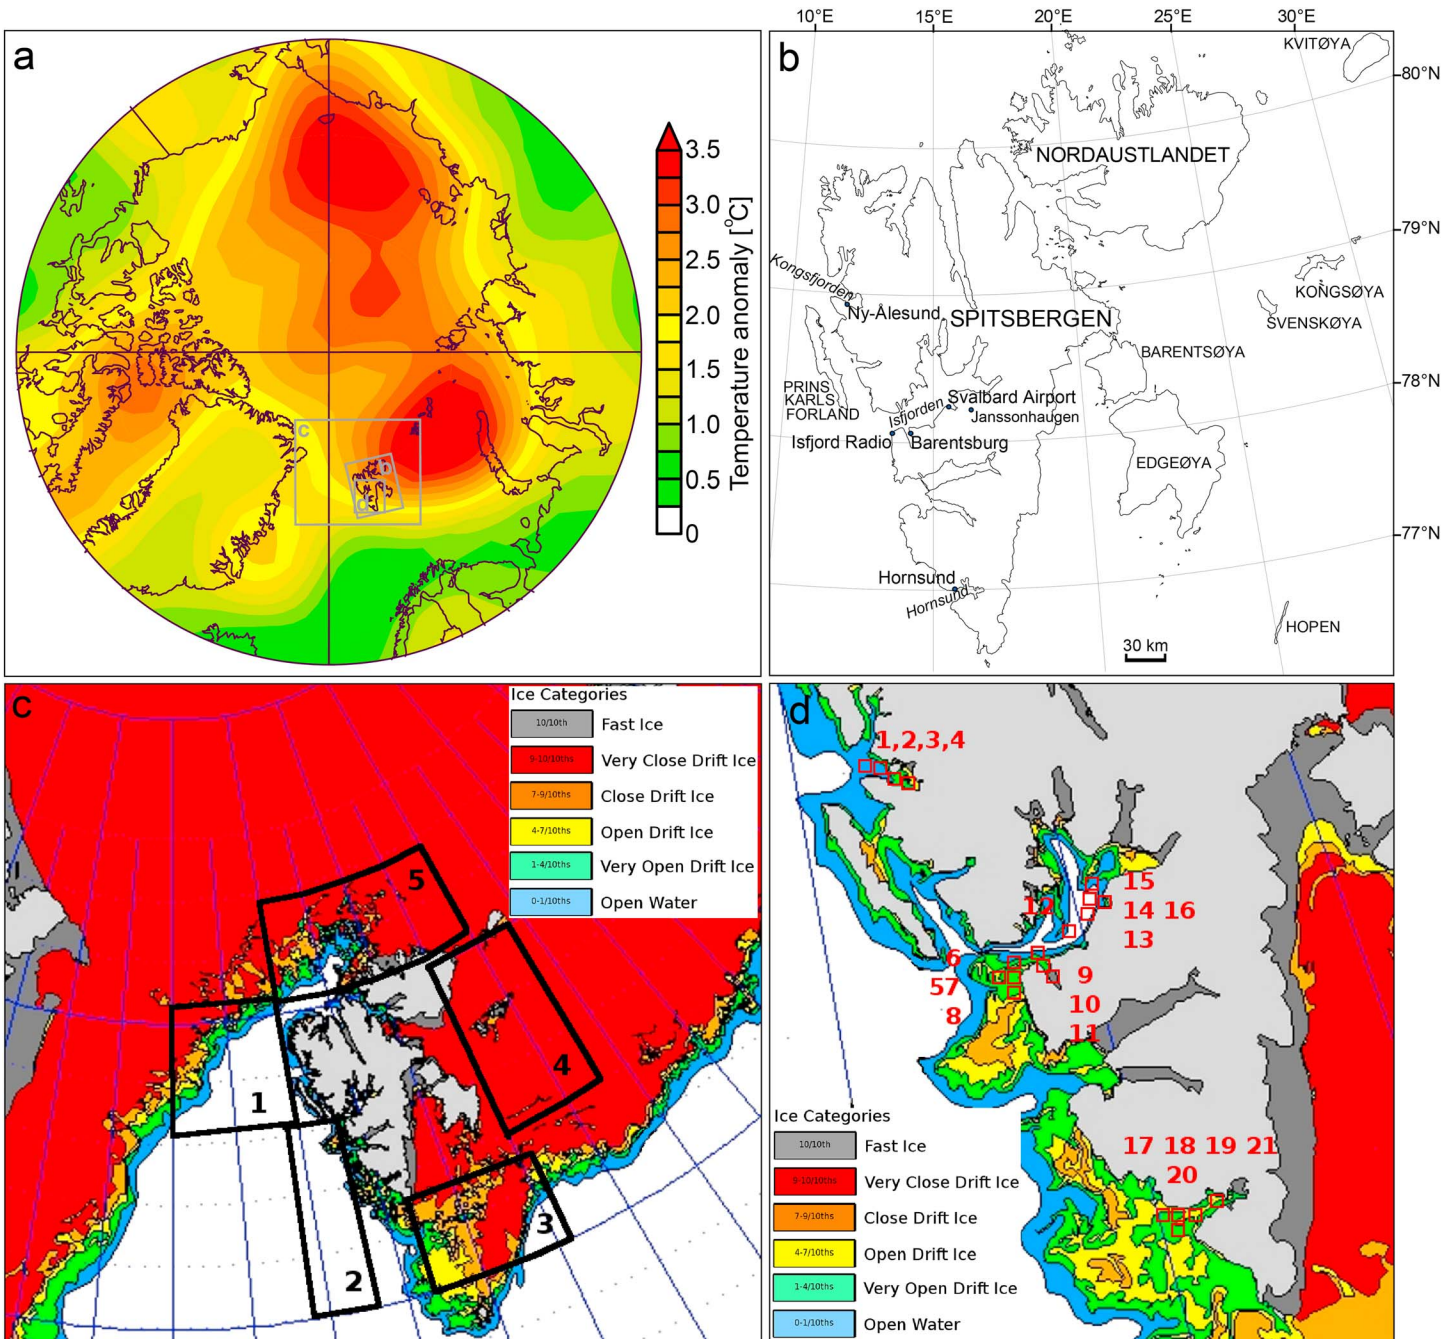 a
3.5
3.0
2.5
2.0
1.5
1.0
0.5
0
Temperature anomaly [°C]
c
b
d
10°E
15°E
20°E
25°E
30°E
b
KVITØYA
80°N
NORDAUSTLANDET
79°N
Kongsfjorden
KONGSØYA
Ny-Ålesund
SPITSBERGEN
SVENSKØYA
BARENTSØYA
78°N
PRINS
KARLS
FORLAND
Svalbard Airport
Isfjorden
Janssonhaugen
Isfjord Radio
Barentsburg
EDGEØYA
77°N
Hornsund
Hornsund
HOPEN
30 km
c
Ice Categories
10/10th
Fast Ice
9-10/10ths
Very Close Drift Ice
7-9/10ths
Close Drift Ice
4-7/10ths
Open Drift Ice
1-4/10ths
Very Open Drift Ice
0-1/10ths
Open Water
5
4
1
3
2
d
1,2,3,4
15
12
14 16
13
6
9
57
10
8
11
17 18 19 21
20
Ice Categories
10/10th
Fast Ice
9-10/10ths
Very Close Drift Ice
7-9/10ths
Close Drift Ice
4-7/10ths
Open Drift Ice
1-4/10ths
Very Open Drift Ice
0-1/10ths
Open Water